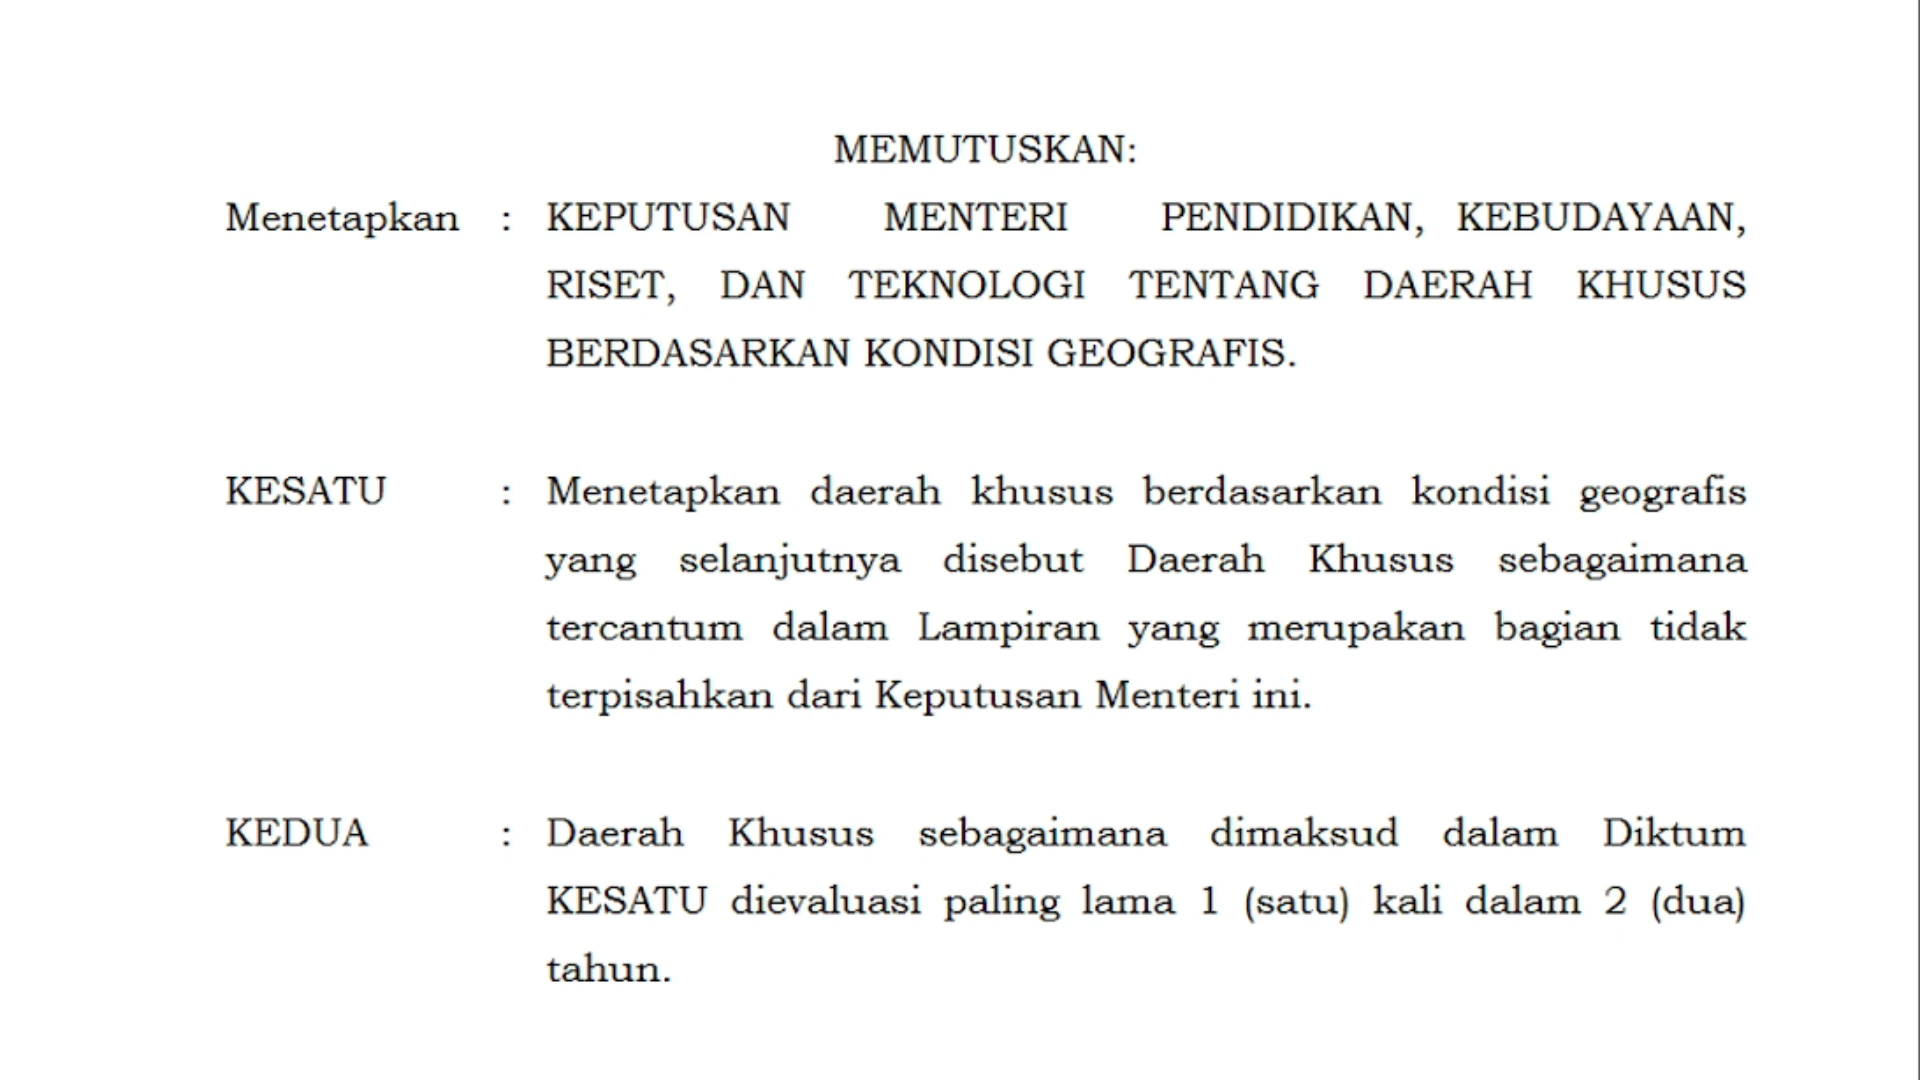 MEMUTUSKAN:
Menetapkan : KEPUTUSAN MENTERI PENDIDIKAN, KEBUDAYAAN,
RISET, DAN TEKNOLOGI TENTANG DAERAH KHUSUS
BERDASARKAN KONDISI GEOGRAFIS.
KESATU : Menetapkan daerah khusus berdasarkan kondisi geografis
yang selanjutnya disebut Daerah Khusus sebagaimana
tercantum dalam Lampiran yang merupakan bagian tidak
terpisahkan dari Keputusan Menteri ini.
KEDUA : Daerah Khusus sebagaimana dimaksud dalam Diktum
KESATU dievaluasi paling lama 1 (satu) kali dalam 2 (dua)
tahun.